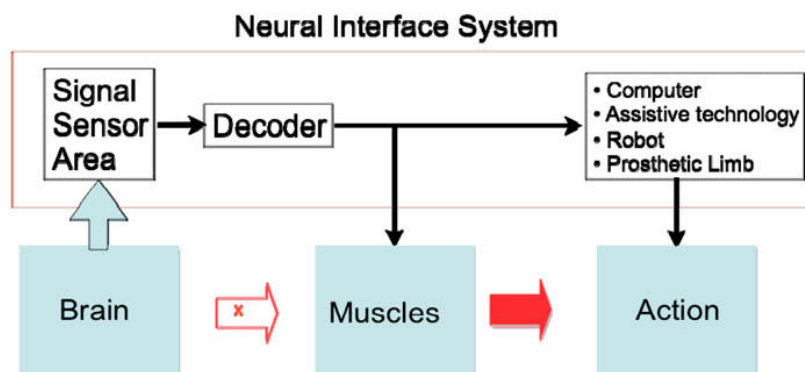 Neural Interface System
Signal
Sensor
Area
Decoder
• Computer
• Assistive technology
• Robot
• Prosthetic Limb
Brain
x
Muscles
Action